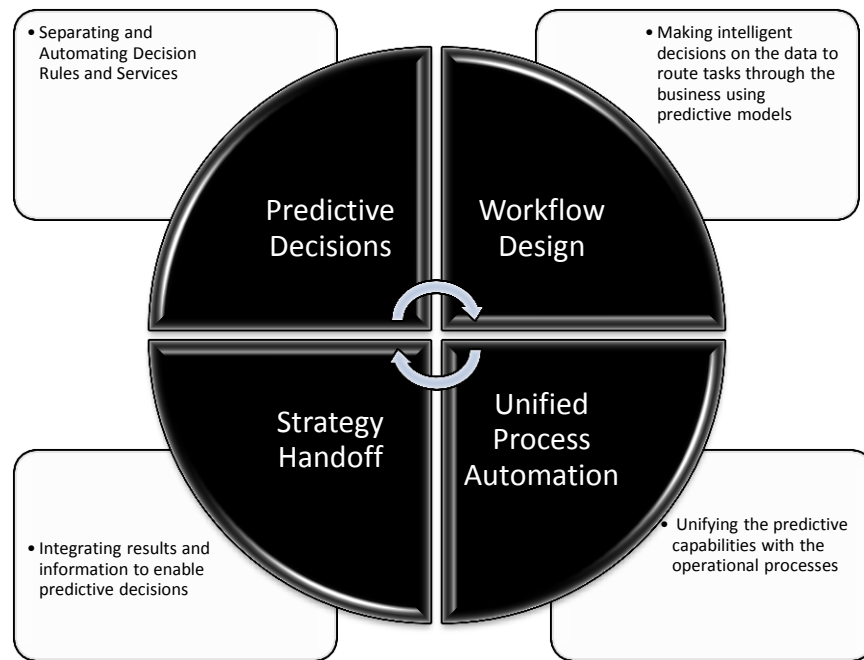 • Separating and
Automating Decision
Rules and Services
• Making intelligent
decisions on the data to
route tasks through the
business using
predictive models
Predictive
Decisions
Workflow
Design
Strategy
Handoff
Unified
Process
Automation
• Integrating results and
information to enable
predictive decisions
• Unifying the predictive
capabilities with the
operational processes